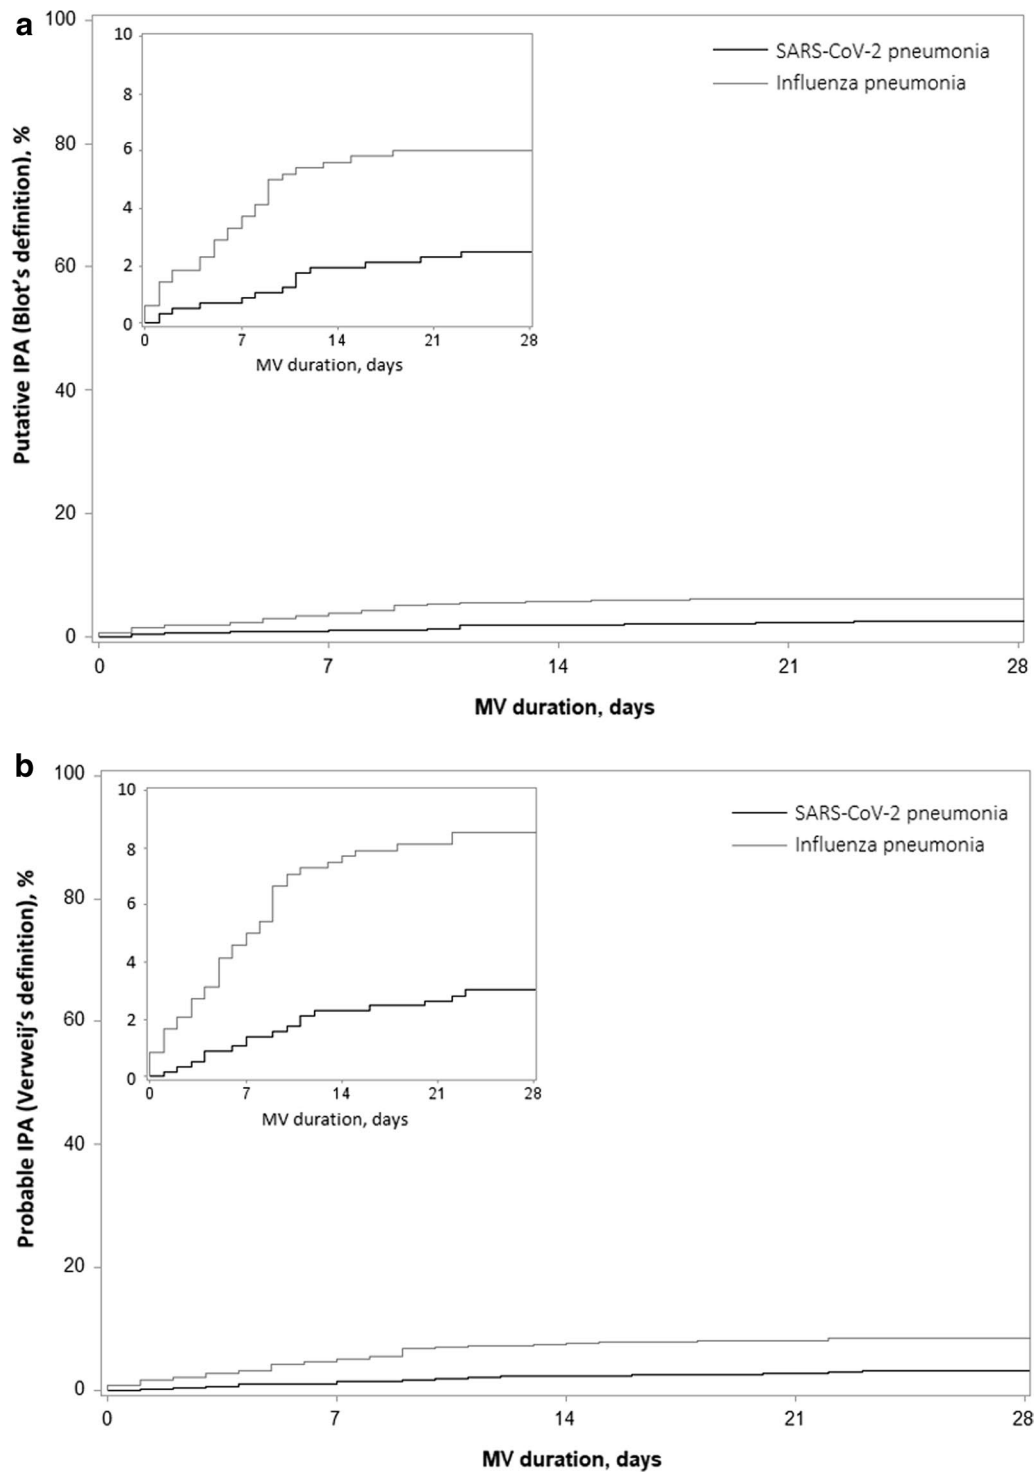 a
100
80
60
40
20
0
Putative IPA (Blot's definition), %
10
8
6
4
2
0
0 7 14 21 28
MV duration, days
SARS-CoV-2 pneumonia
Influenza pneumonia
0 7 14 21 28
MV duration, days
b
100
80
60
40
20
0
Probable IPA (Verweij's definition), %
10
8
6
4
2
0
0 7 14 21 28
MV duration, days
SARS-CoV-2 pneumonia
Influenza pneumonia
0 7 14 21 28
MV duration, days